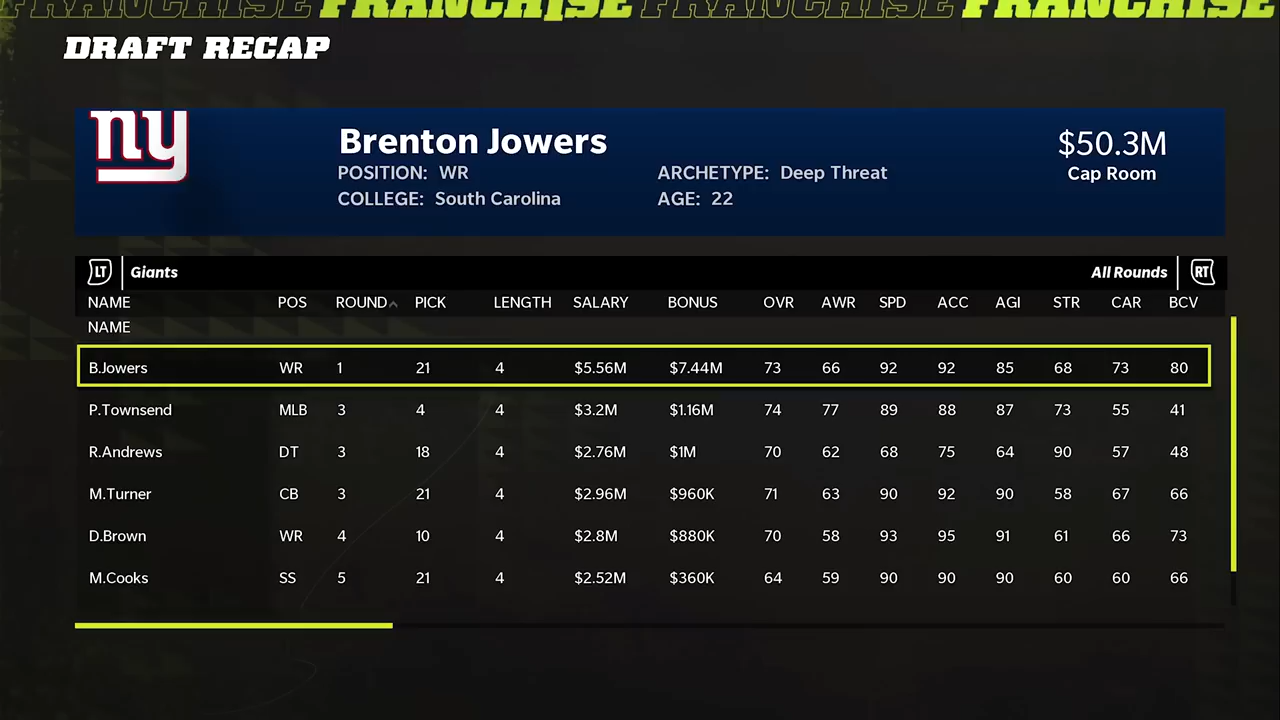 FRANCHISE FRANCHISE FRANCHISE FRANCHISE
DRAFT RECAP
ny
Brenton Jowers
POSITION: WR ARCHETYPE: Deep Threat
COLLEGE: South Carolina AGE: 22
$50.3M
Cap Room
LT Giants All Rounds RT
NAME POS ROUND PICK LENGTH SALARY BONUS OVR AWR SPD ACC AGI STR CAR BCV
NAME
B.Jowers WR 1 21 4 $5.56M $7.44M 73 66 92 92 85 68 73 80
P.Townsend MLB 3 4 4 $3.2M $1.16M 74 77 89 88 87 73 55 41
R.Andrews DT 3 18 4 $2.76M $1M 70 62 68 75 64 90 57 48
M.Turner CB 3 21 4 $2.96M $960K 71 63 90 92 90 58 67 66
D.Brown WR 4 10 4 $2.8M $880K 70 58 93 95 91 61 66 73
M.Cooks SS 5 21 4 $2.52M $360K 64 59 90 90 90 60 60 66